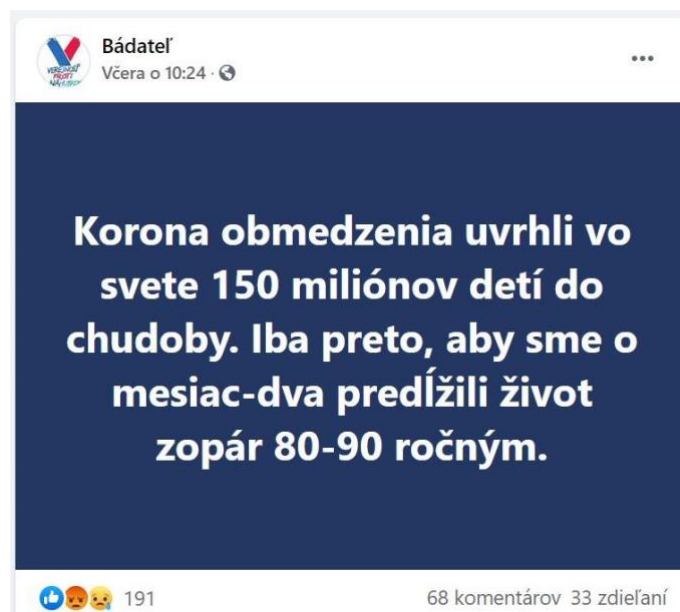 Bádateľ
Včera o 10:24 ·
Korona obmedzenia uvrhli vo
svete 150 miliónov detí do
chudoby. Iba preto, aby sme o
mesiac-dva predĺžili život
zopár 80-90 ročným.
191
68 komentárov 33 zdieľaní